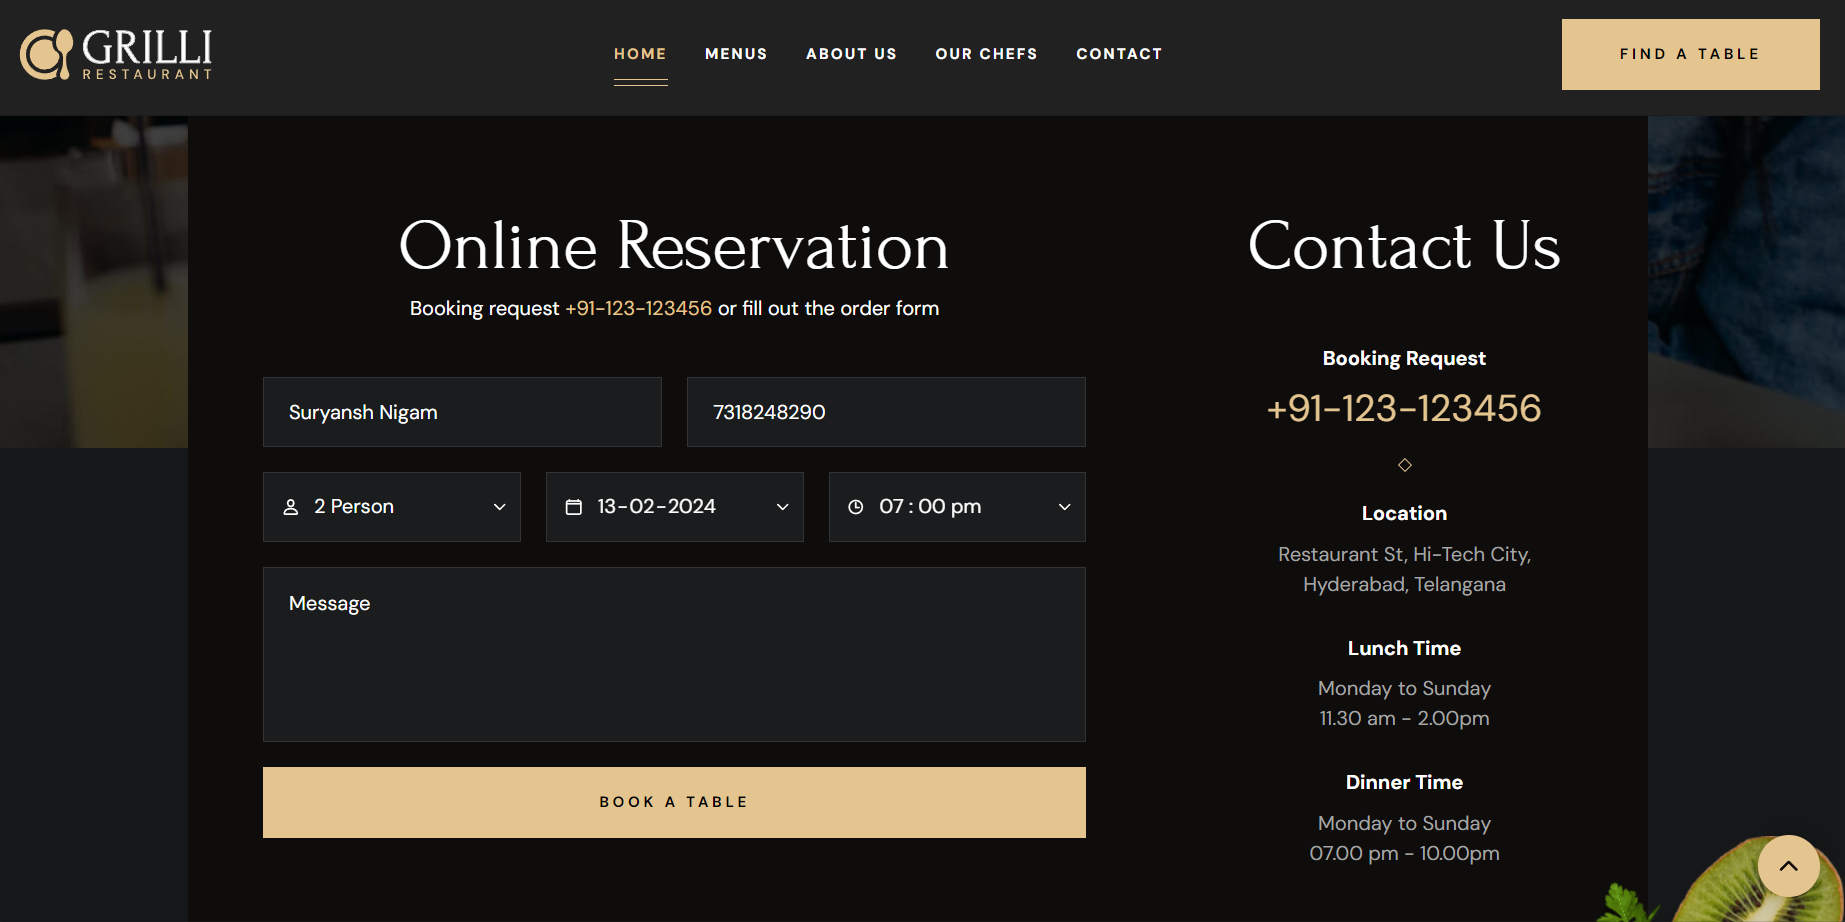 GRILLI
RESTAURANT
HOME MENUS ABOUT US OUR CHEFS CONTACT
FIND A TABLE
Online Reservation
Booking request +91-123-123456 or fill out the order form
Suryansh Nigam
7318248290
2 Person
13-02-2024
07 : 00 pm
Message
BOOK A TABLE
Contact Us
Booking Request
+91-123-123456
Location
Restaurant St, Hi-Tech City,
Hyderabad, Telangana
Lunch Time
Monday to Sunday
11.30 am - 2.00pm
Dinner Time
Monday to Sunday
07.00 pm - 10.00pm